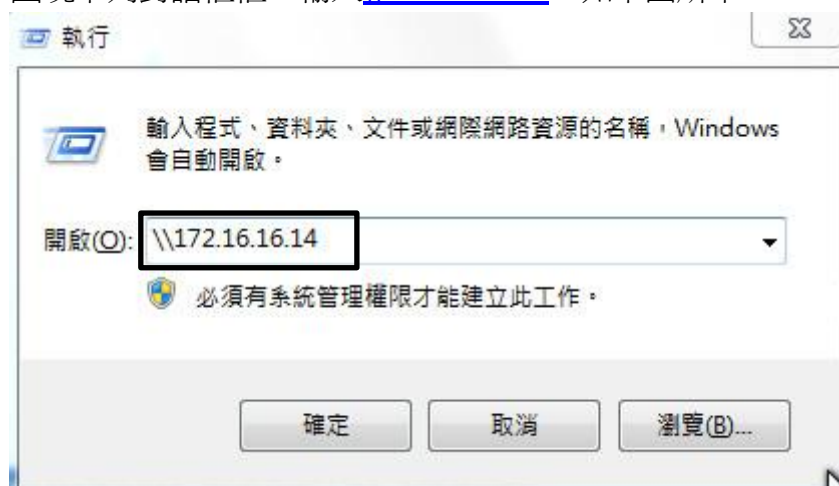 執行
輸入程式、資料夾、文件或網際網路資源的名稱，Windows
會自動開啟。
開啟(O): \\172.16.16.14
必須有系統管理權限才能建立此工作。
確定 取消 瀏覽(B)...